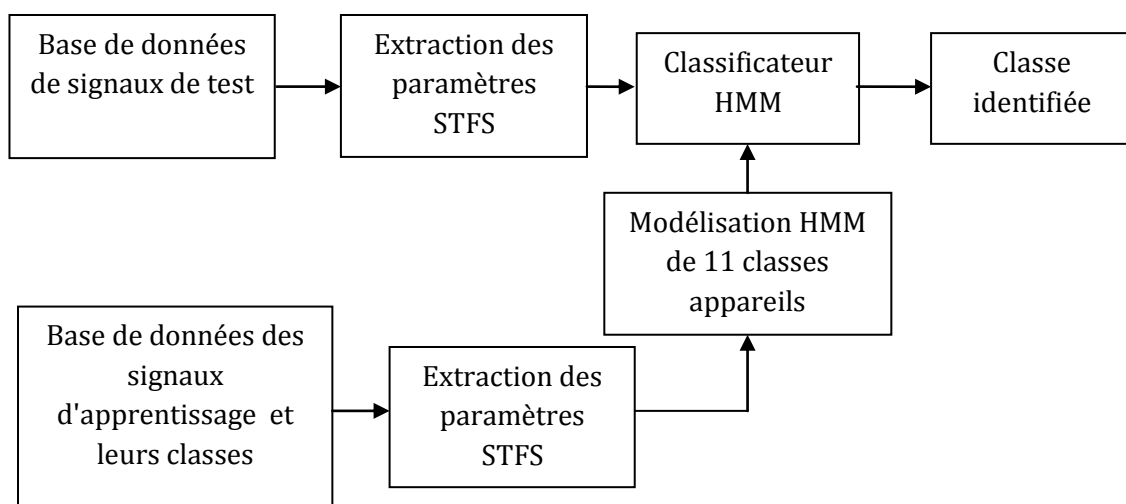 Base de données
de signaux de test
Extraction des
paramètres
STFS
Classificateur
HMM
Classe
identifiée
Modélisation HMM
de 11 classes
appareils
Base de données des
signaux
d'apprentissage et
leurs classes
Extraction des
paramètres
STFS